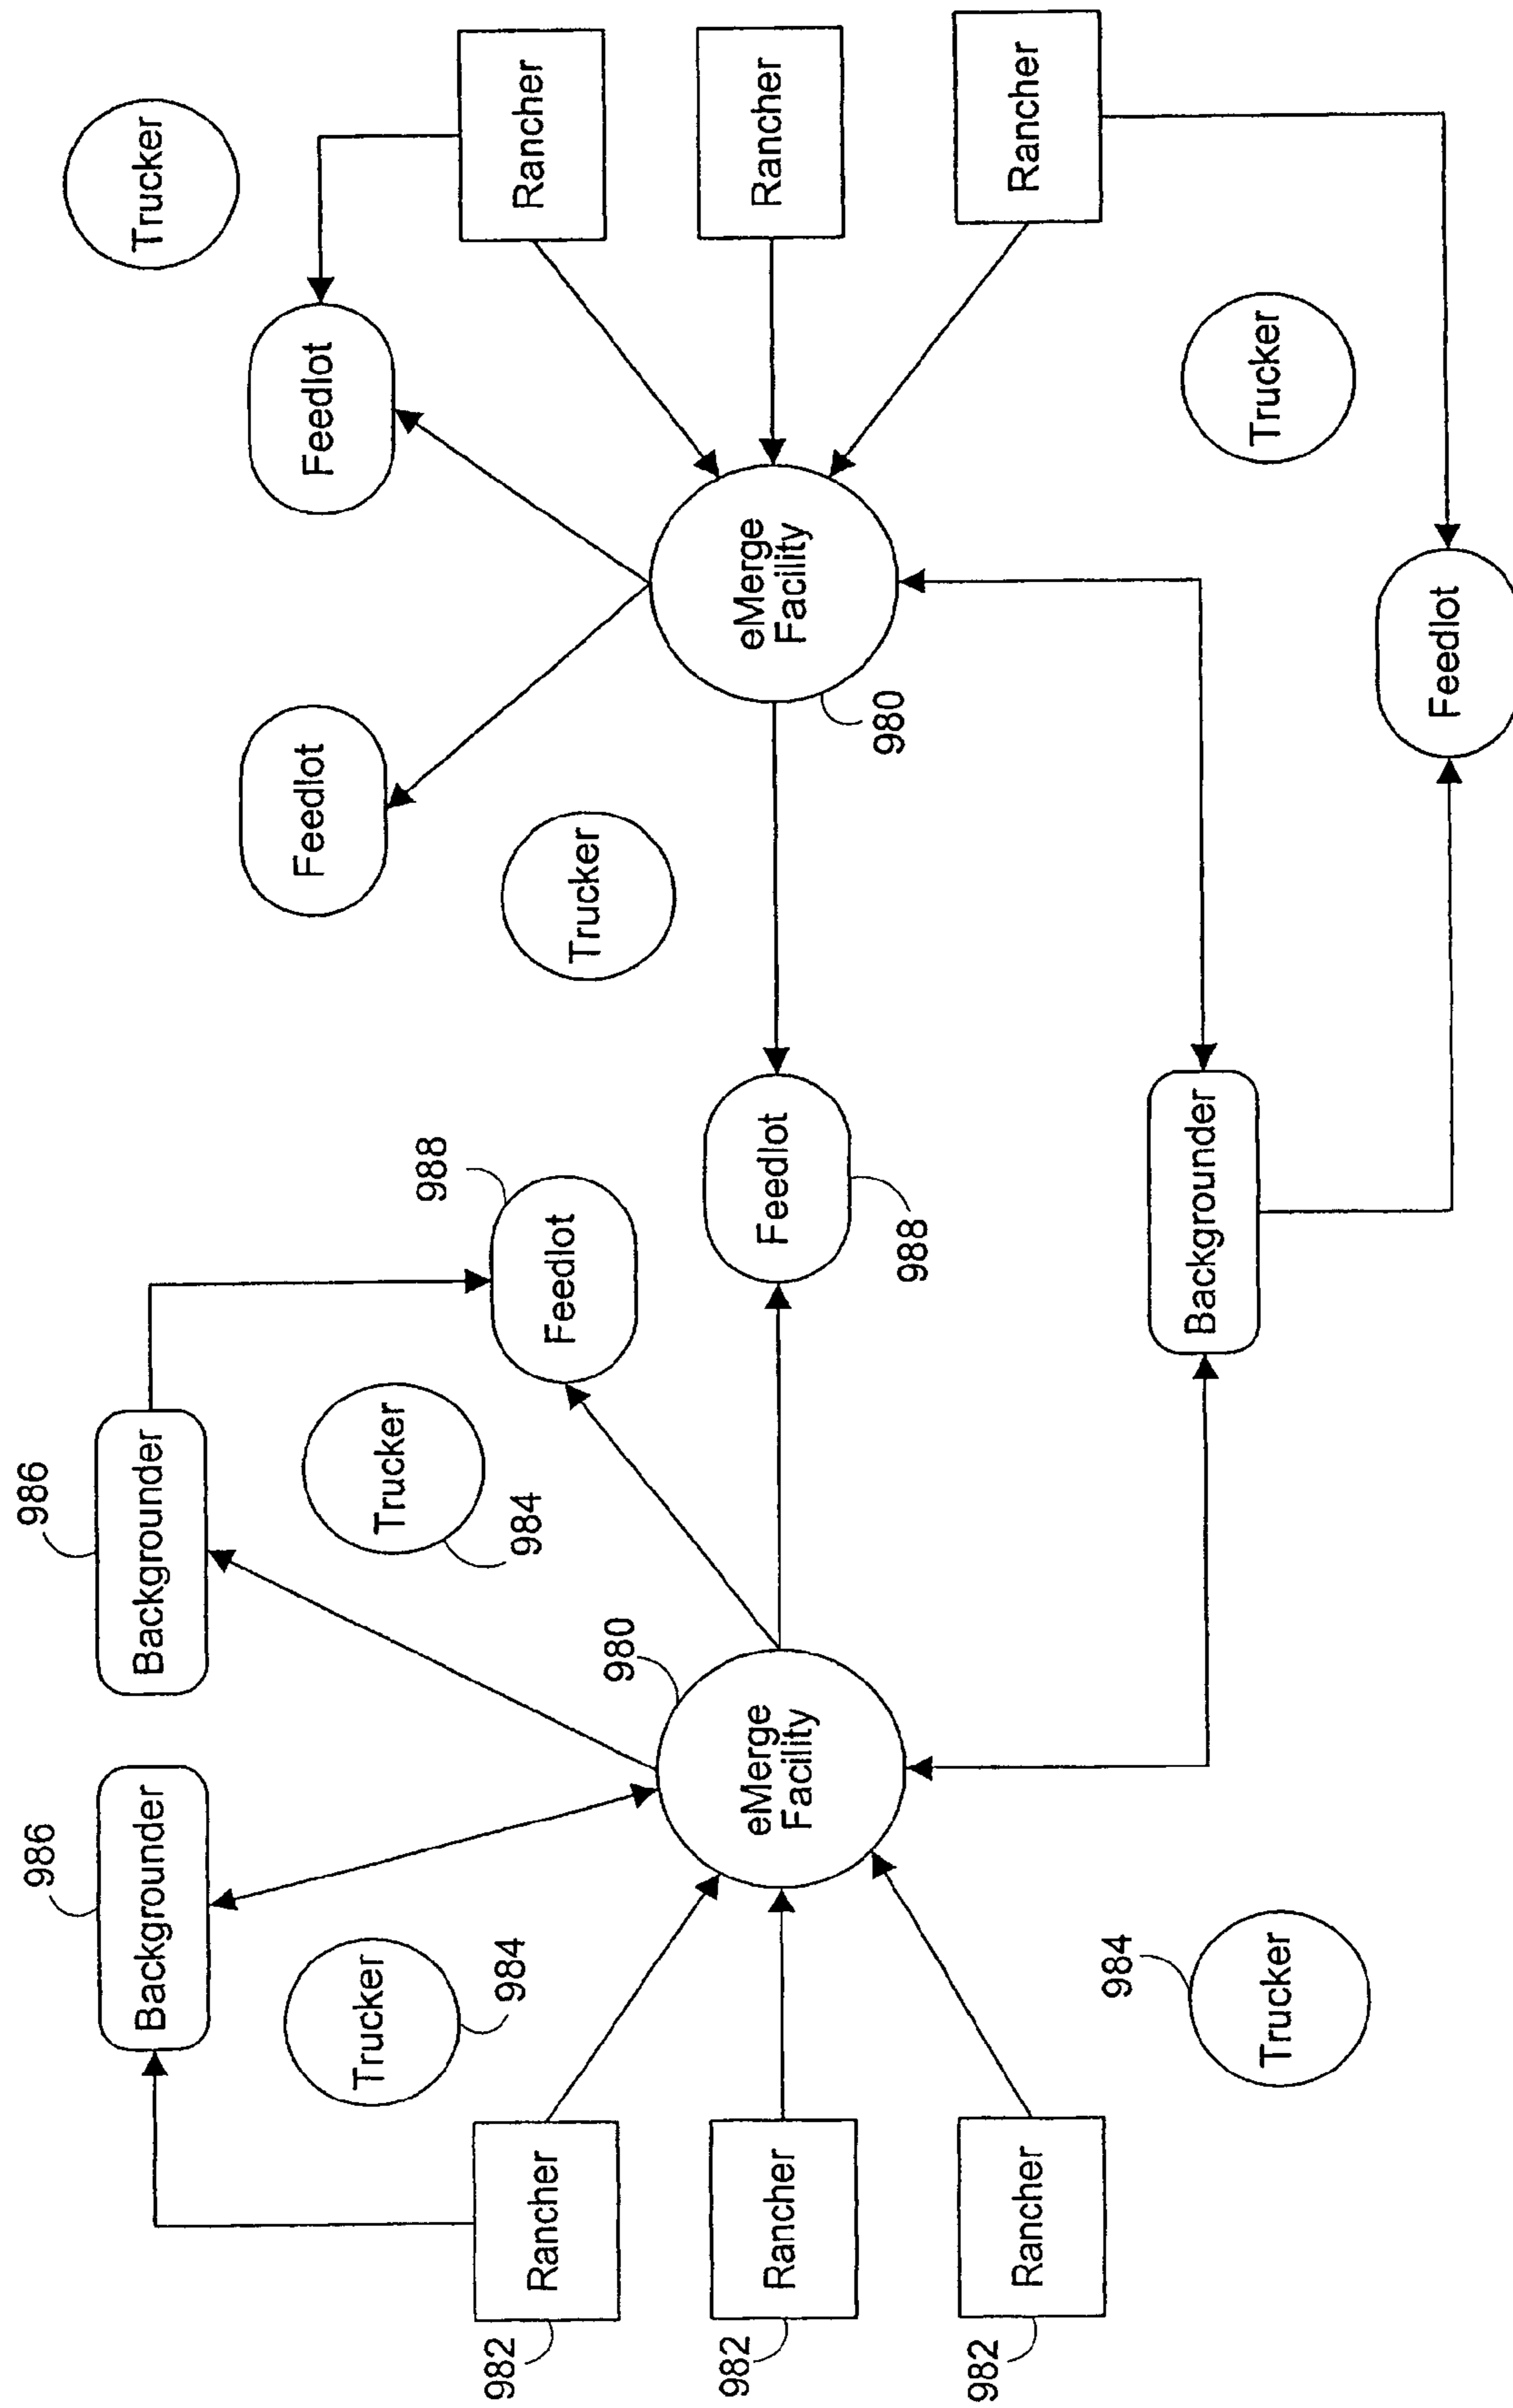 986
986
Backgrounder
Backgrounder
Trucker
Feedlot
Feedlot
Trucker
Trucker
988
982
984
984
Rancher
Feedlot
Trucker
Rancher
980
982
Rancher
eMerge
Facility
Feedlot
eMerge
Facility
Rancher
980
988
982
Rancher
Rancher
984
Backgrounder
Trucker
Trucker
Feedlot